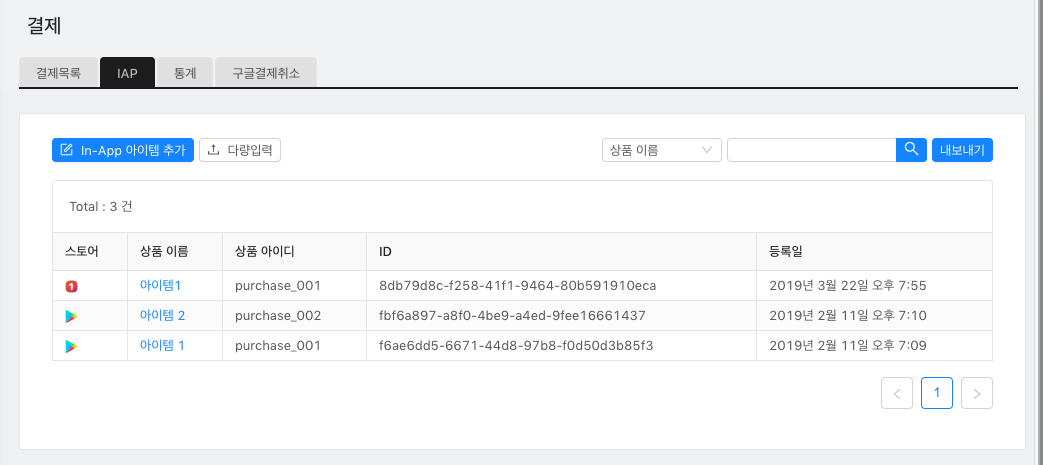 결제
결제목록 IAP 통계 구글결제취소
In-App 아이템 추가 다량입력 상품 이름 내보내기
Total : 3 건
스토어 상품 이름 상품 아이디 ID 등록일
1 아이템1 purchase_001 8db79d8c-f258-41f1-9464-80b591910eca 2019년 3월 22일 오후 7:55
아이템 2 purchase_002 fbf6a897-a8f0-4be9-a4ed-9fee16661437 2019년 2월 11일 오후 7:10
아이템 1 purchase_001 f6ae6dd5-6671-44d8-97b8-f0d50d3b85f3 2019년 2월 11일 오후 7:09
< 1 >